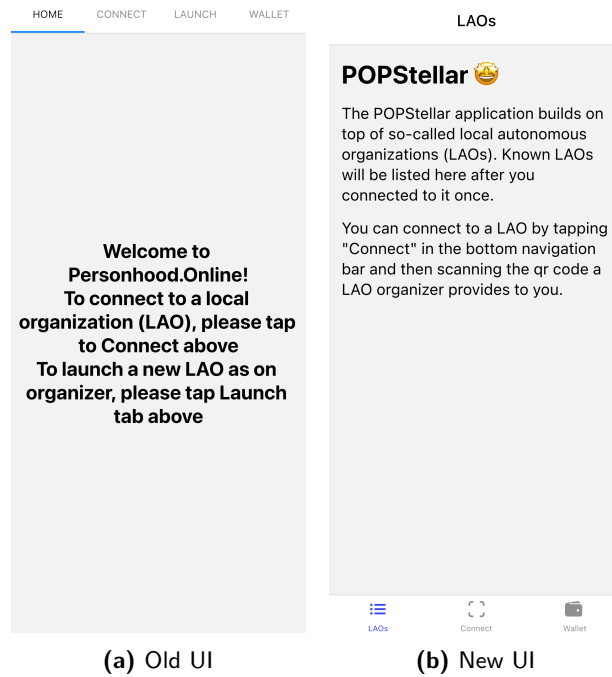 HOME CONNECT LAUNCH WALLET
Welcome to
Personhood.Online!
To connect to a local
organization (LAO), please tap
to Connect above
To launch a new LAO as on
organizer, please tap Launch
tab above
(a) Old UI
LAOs
POPStellar 🤩
The POPStellar application builds on
top of so-called local autonomous
organizations (LAOs). Known LAOs
will be listed here after you
connected to it once.
You can connect to a LAO by tapping
"Connect" in the bottom navigation
bar and then scanning the qr code a
LAO organizer provides to you.
LAOs Connect Wallet
(b) New UI